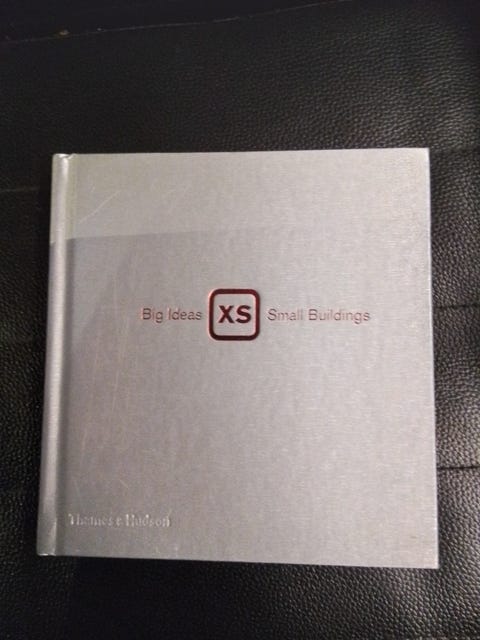 Big Ideas XS Small Buildings
Thames & Hudson